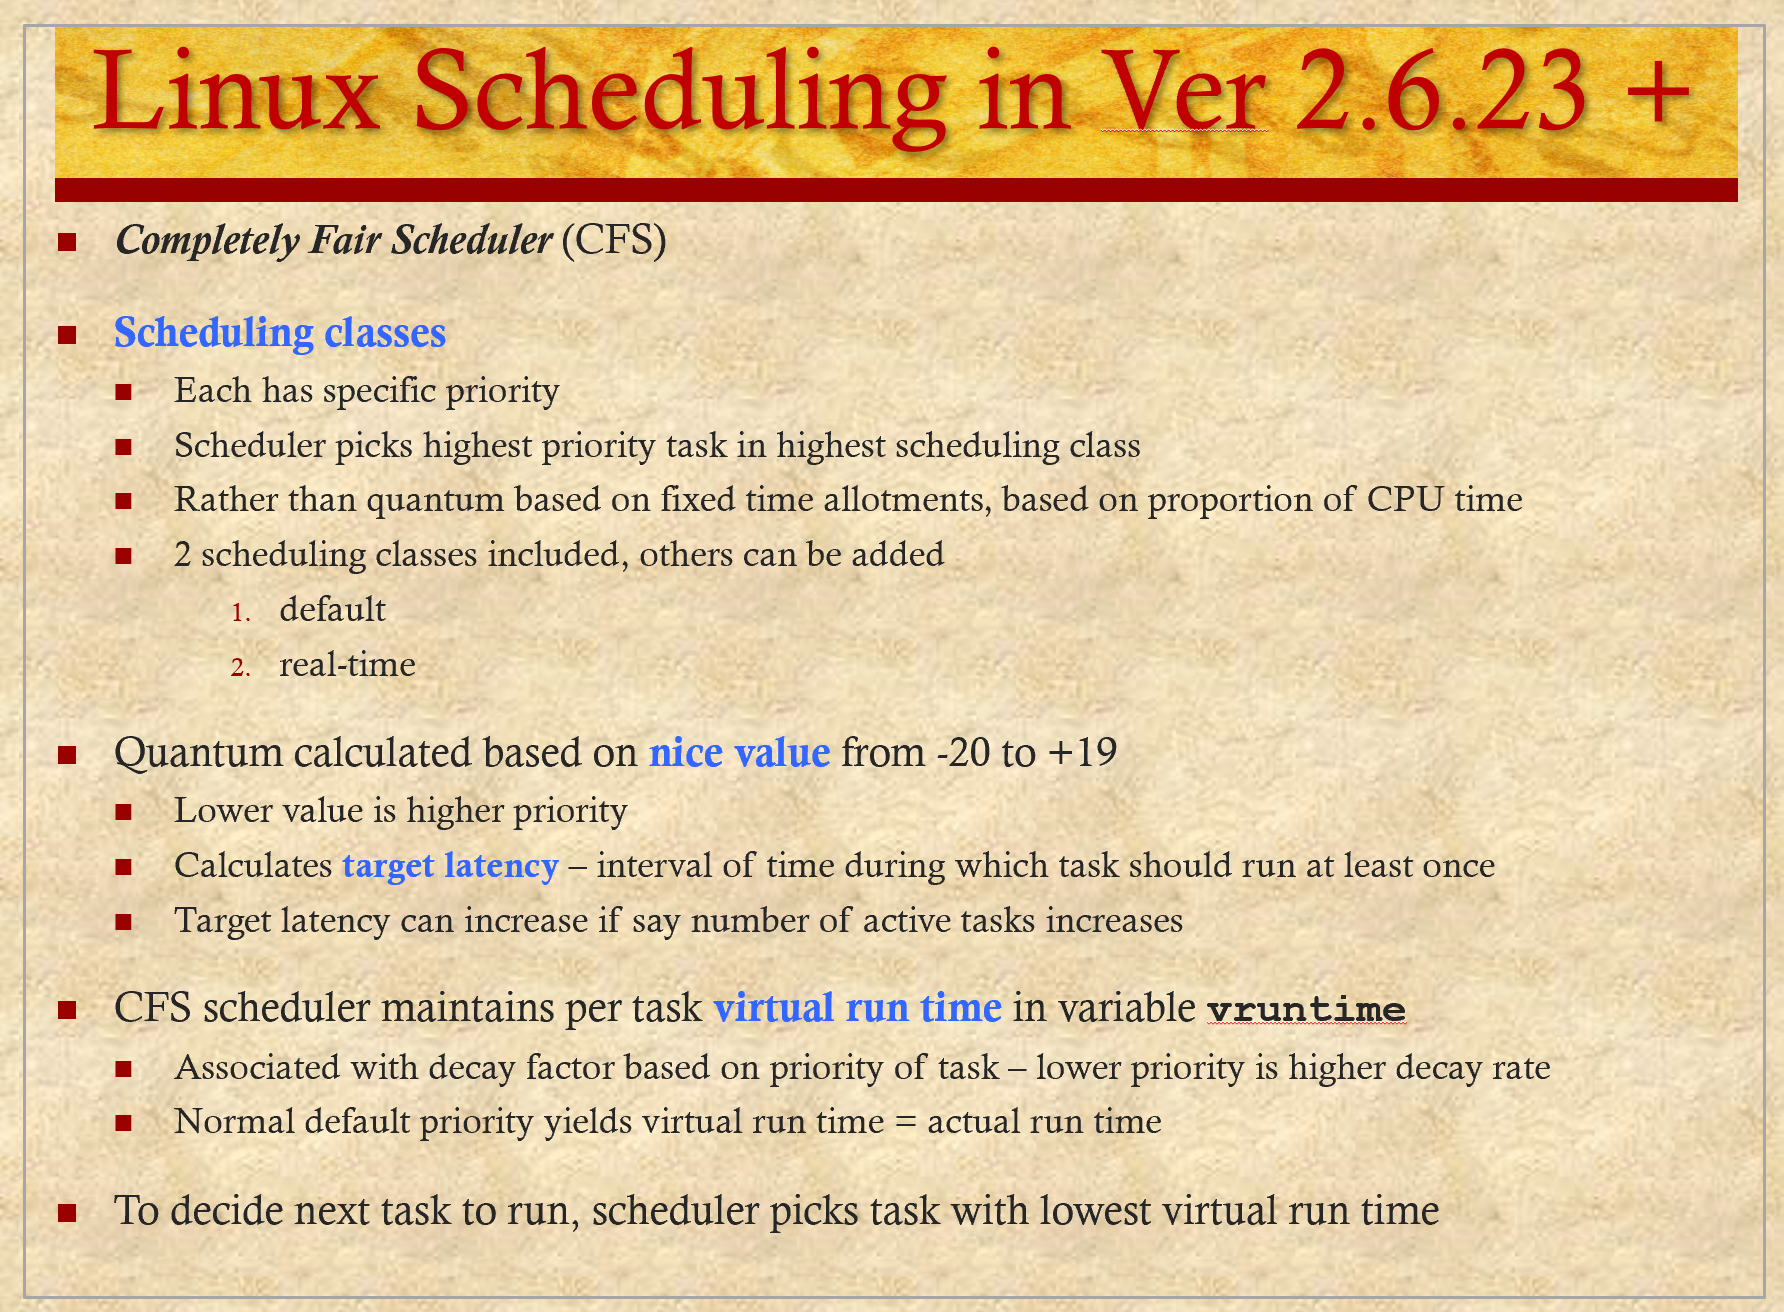 Linux Scheduling in Ver 2.6.23 +
Completely Fair Scheduler (CFS)
Scheduling classes
Each has specific priority
Scheduler picks highest priority task in highest scheduling class
Rather than quantum based on fixed time allotments, based on proportion of CPU time
2 scheduling classes included, others can be added
1. default
2. real-time
Quantum calculated based on nice value from -20 to +19
Lower value is higher priority
Calculates target latency – interval of time during which task should run at least once
Target latency can increase if say number of active tasks increases
CFS scheduler maintains per task virtual run time in variable vruntime
Associated with decay factor based on priority of task – lower priority is higher decay rate
Normal default priority yields virtual run time = actual run time
To decide next task to run, scheduler picks task with lowest virtual run time